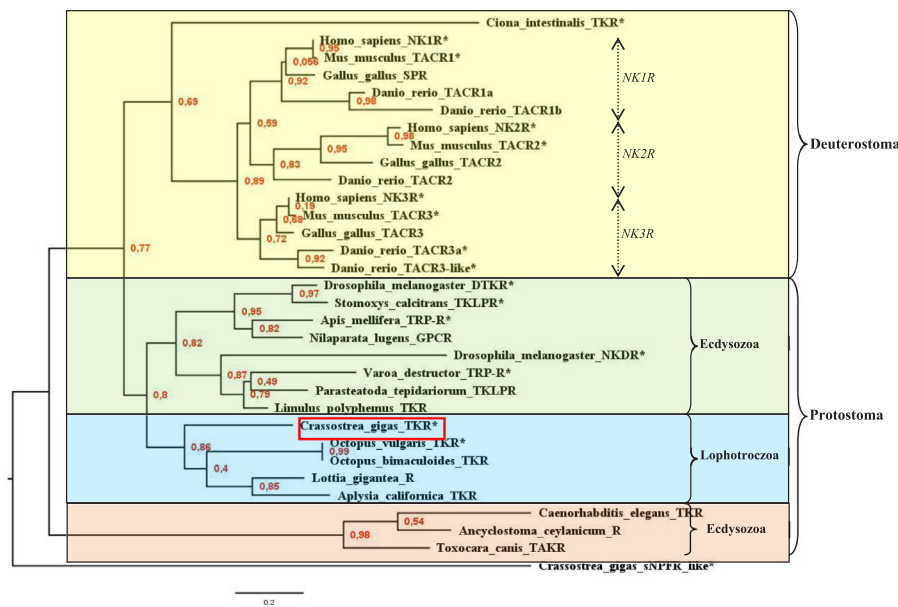 Ciona_intestinalis_TKR*
Homo_sapiens_NK1R*
0,95
Mus_musculus_TACR1*
0,056
Gallus_gallus_SPR
0,92
NK1R
Danio_rerio_TACR1a
0,98
0,69
Danio_rerio_TACR1b
0,59
Homo_sapiens_NK2R*
0,98
Mus_musculus_TACR2*
0,95
Deuterostoma
NK2R
Gallus_gallus_TACR2
0,83
Danio_rerio_TACR2
0,89
Homo_sapiens_NK3R*
0,19
Mus_musculus_TACR3*
0,68
Gallus_gallus_TACR3
NK3R
0,72
0,77
Danio_rerio_TACR3a*
0,92
Danio_rerio_TACR3-like*
Drosophila_melanogaster_DTKR*
0,97
Stomoxys_calcitrans_TKLPR*
0,95
Apis_mellifera_TRP-R*
0,82
Nilaparata_lugens_GPCR
0,82
Ecdysozoa
Drosophila_melanogaster_NKDR*
0,87
Varoa_destructor_TRP-R*
0,49
0,8
0,79
Parasteatoda_tepidariorum_TKLPR
Limulus_polyphemus_TKR
Protostoma
Crassostrea_gigas_TKR*
Octopus_vulgaris_TKR*
0,86
0,99
Lophotroczoa
Octopus_bimaculoides_TKR
0,4
Lottia_gigantea_R
0,85
Aplysia_californica_TKR
Caenorhabditis_elegans_TKR
0,54
Ancyclostoma_ceylanicum_R
Ecdysozoa
0,98
Toxocara_canis_TAKR
Crassostrea_gigas_sNPFR_like*
0.2